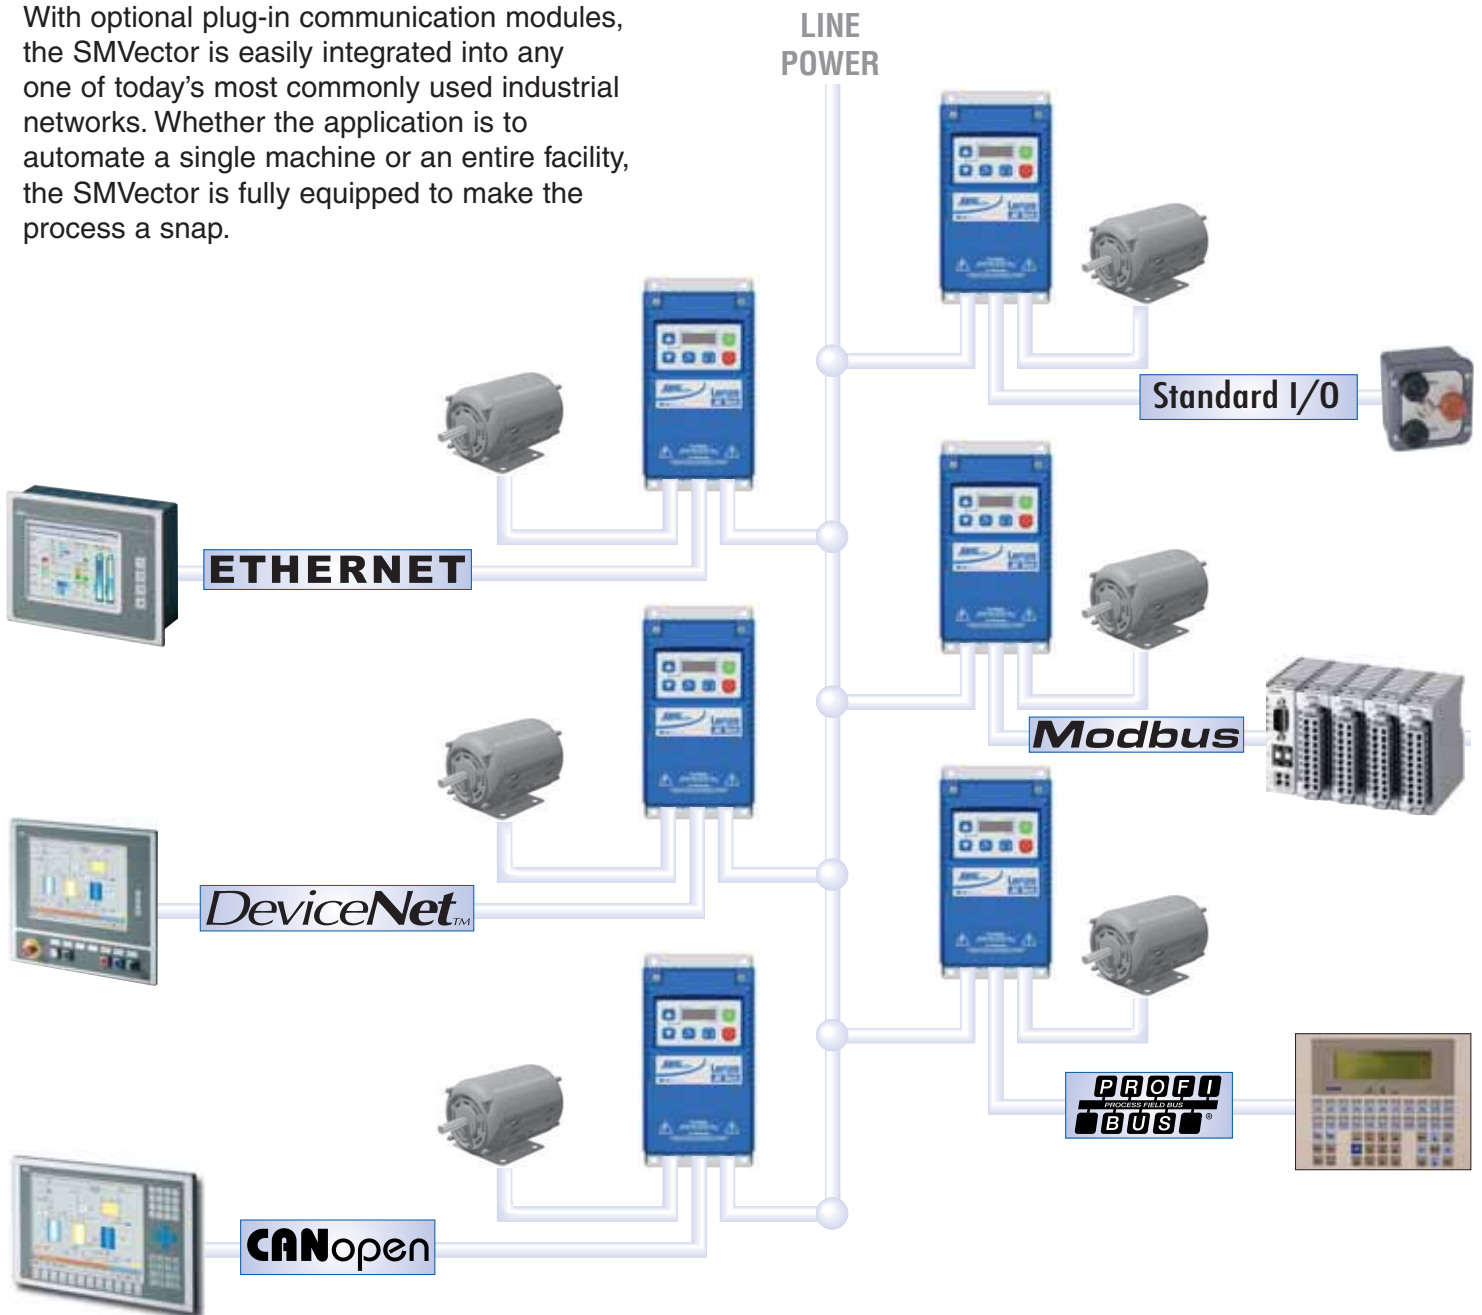 With optional plug-in communication modules,
the SMVector is easily integrated into any
one of today's most commonly used industrial
networks. Whether the application is to
automate a single machine or an entire facility,
the SMVector is fully equipped to make the
process a snap.
LINE
POWER
Standard I/O
ETHERNET
Modbus
DeviceNet™
PROFI
PROCESS FIELD BUS
BUS®
CANopen